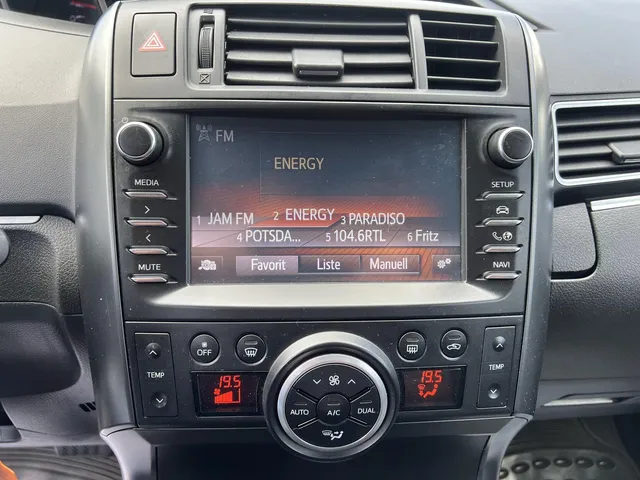 FM
ENERGY
MEDIA
SETUP
1 JAM FM 2 ENERGY 3 PARADISO
4 POTSDA... 5 104.6RTL 6 Fritz
MUTE
NAVI
Favorit Liste Manuell
OFF
TEMP
TEMP
19.5
19.5
AUTO A/C DUAL